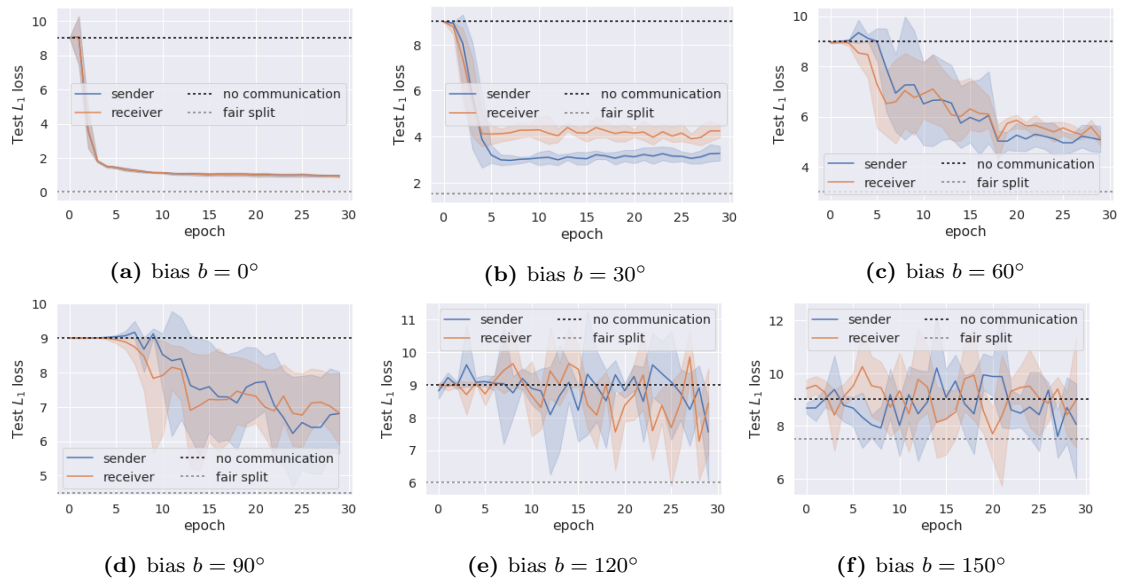 Test L₁ loss
8
6
4
2
0
sender
receiver
no communication
fair split
0 5 10 15 20 25 30
epoch
(a) bias b = 0°
Test L₁ loss
8
6
4
2
sender
receiver
no communication
fair split
0 5 10 15 20 25 30
epoch
(b) bias b = 30°
Test L₁ loss
10
8
6
4
sender
receiver
no communication
fair split
0 5 10 15 20 25 30
epoch
(c) bias b = 60°
Test L₁ loss
10
9
8
7
6
5
sender
receiver
no communication
fair split
0 5 10 15 20 25 30
epoch
(d) bias b = 90°
Test L₁ loss
11
10
9
8
7
6
sender
receiver
no communication
fair split
0 5 10 15 20 25 30
epoch
(e) bias b = 120°
Test L₁ loss
12
10
8
6
sender
receiver
no communication
fair split
0 5 10 15 20 25 30
epoch
(f) bias b = 150°